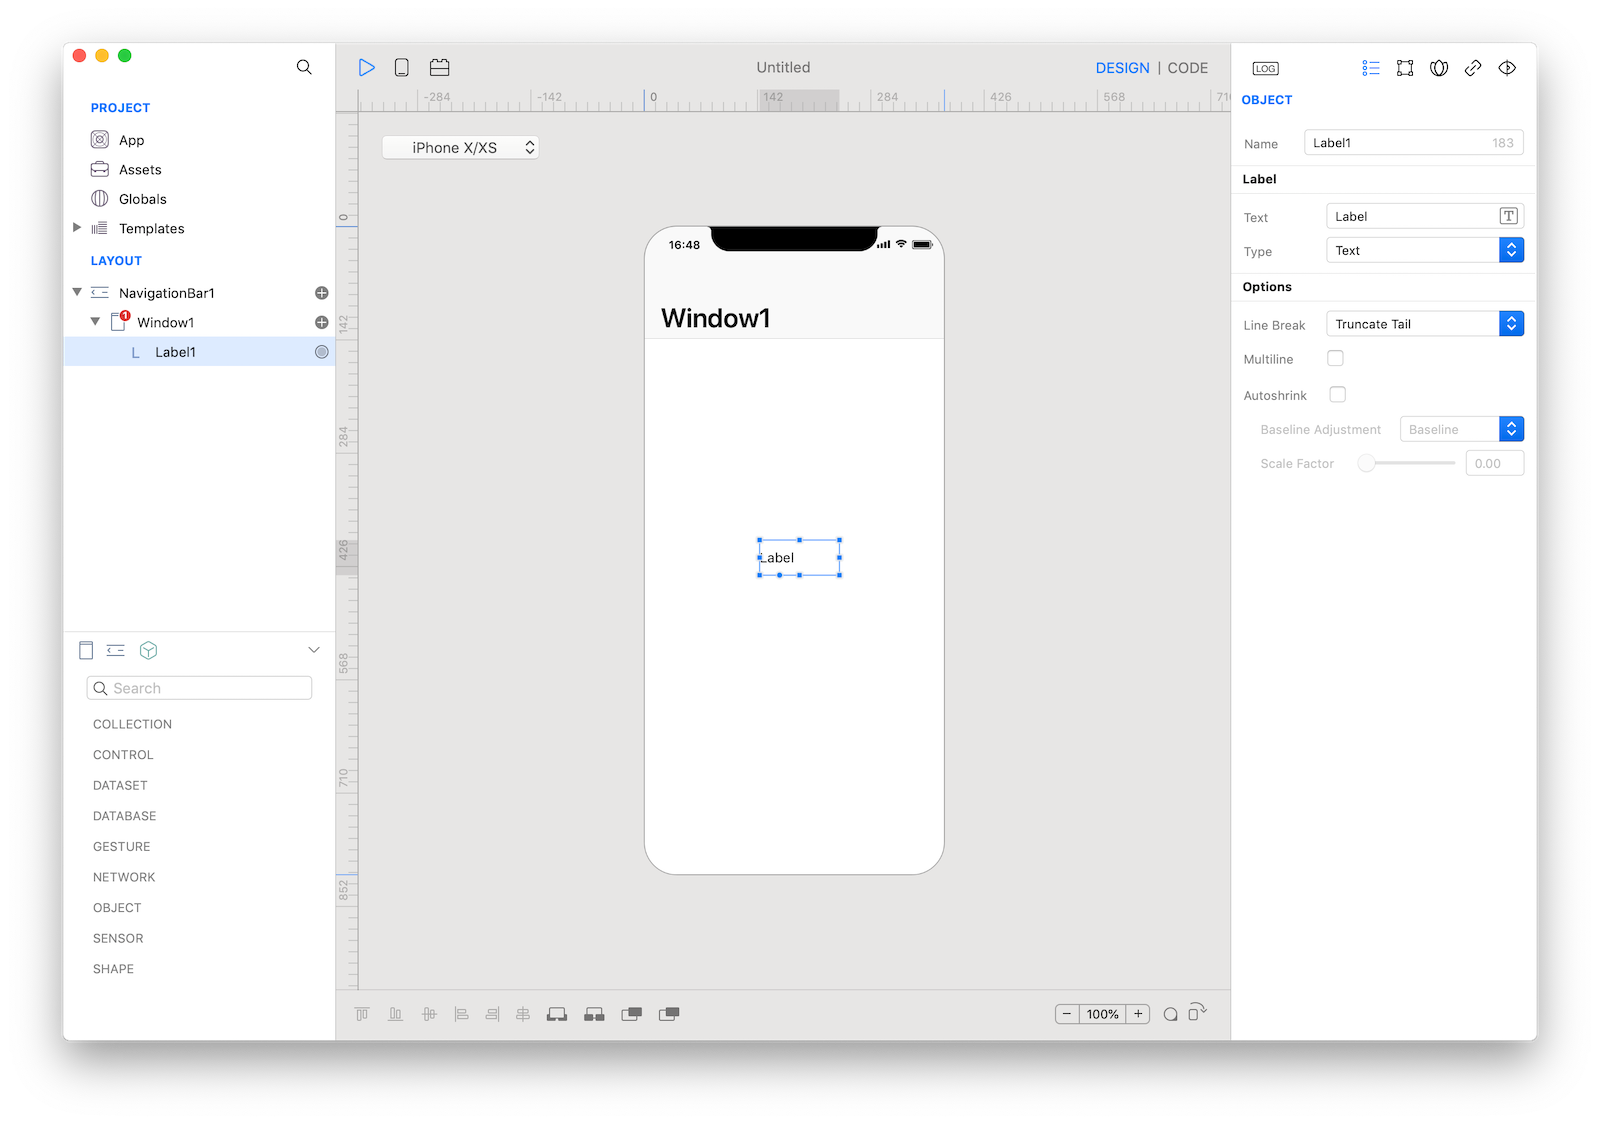 Untitled
DESIGN | CODE
LOG
PROJECT
App
Assets
Globals
Templates
LAYOUT
NavigationBar1
1
Window1
L Label1
Search
COLLECTION
CONTROL
DATASET
DATABASE
GESTURE
NETWORK
OBJECT
SENSOR
SHAPE
-284 -142 0 142 284 426 568 710
iPhone X/XS
0
142
284
426
568
710
852
16:48
Window1
Label
100%
OBJECT
Name Label1 183
Label
Text Label T
Type Text
Options
Line Break Truncate Tail
Multiline
Autoshrink
Baseline Adjustment Baseline
Scale Factor 0.00